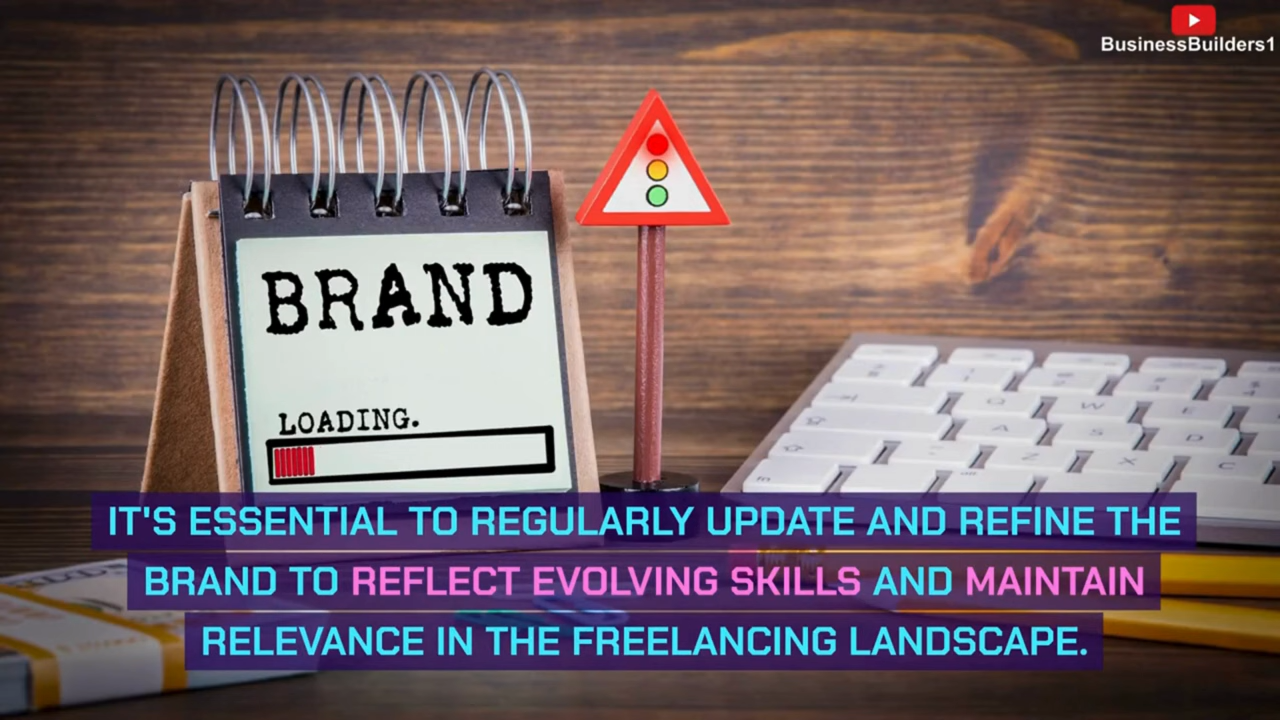 BusinessBuilders1
BRAND
LOADING.
IT'S ESSENTIAL TO REGULARLY UPDATE AND REFINE THE
BRAND TO REFLECT EVOLVING SKILLS AND MAINTAIN
RELEVANCE IN THE FREELANCING LANDSCAPE.
Q
W
E
A
S
D
Z
X
C
fn